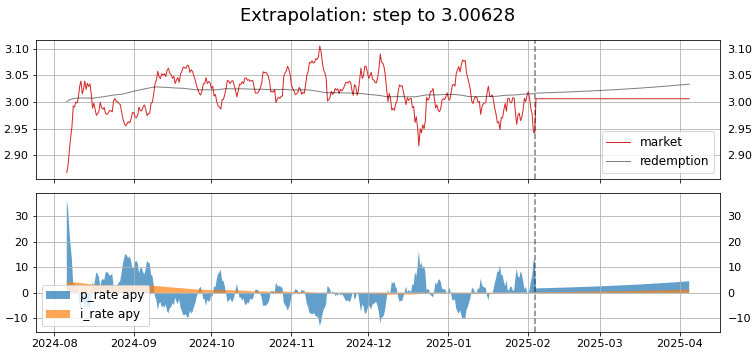 Extrapolation: step to 3.00628
3.10 3.10
3.05 3.05
3.00 3.00
2.95 2.95
2.90 2.90
market
redemption
30 30
20 20
10 10
0 0
−10 −10
p_rate apy
i_rate apy
2024-08 2024-09 2024-10 2024-11 2024-12 2025-01 2025-02 2025-03 2025-04